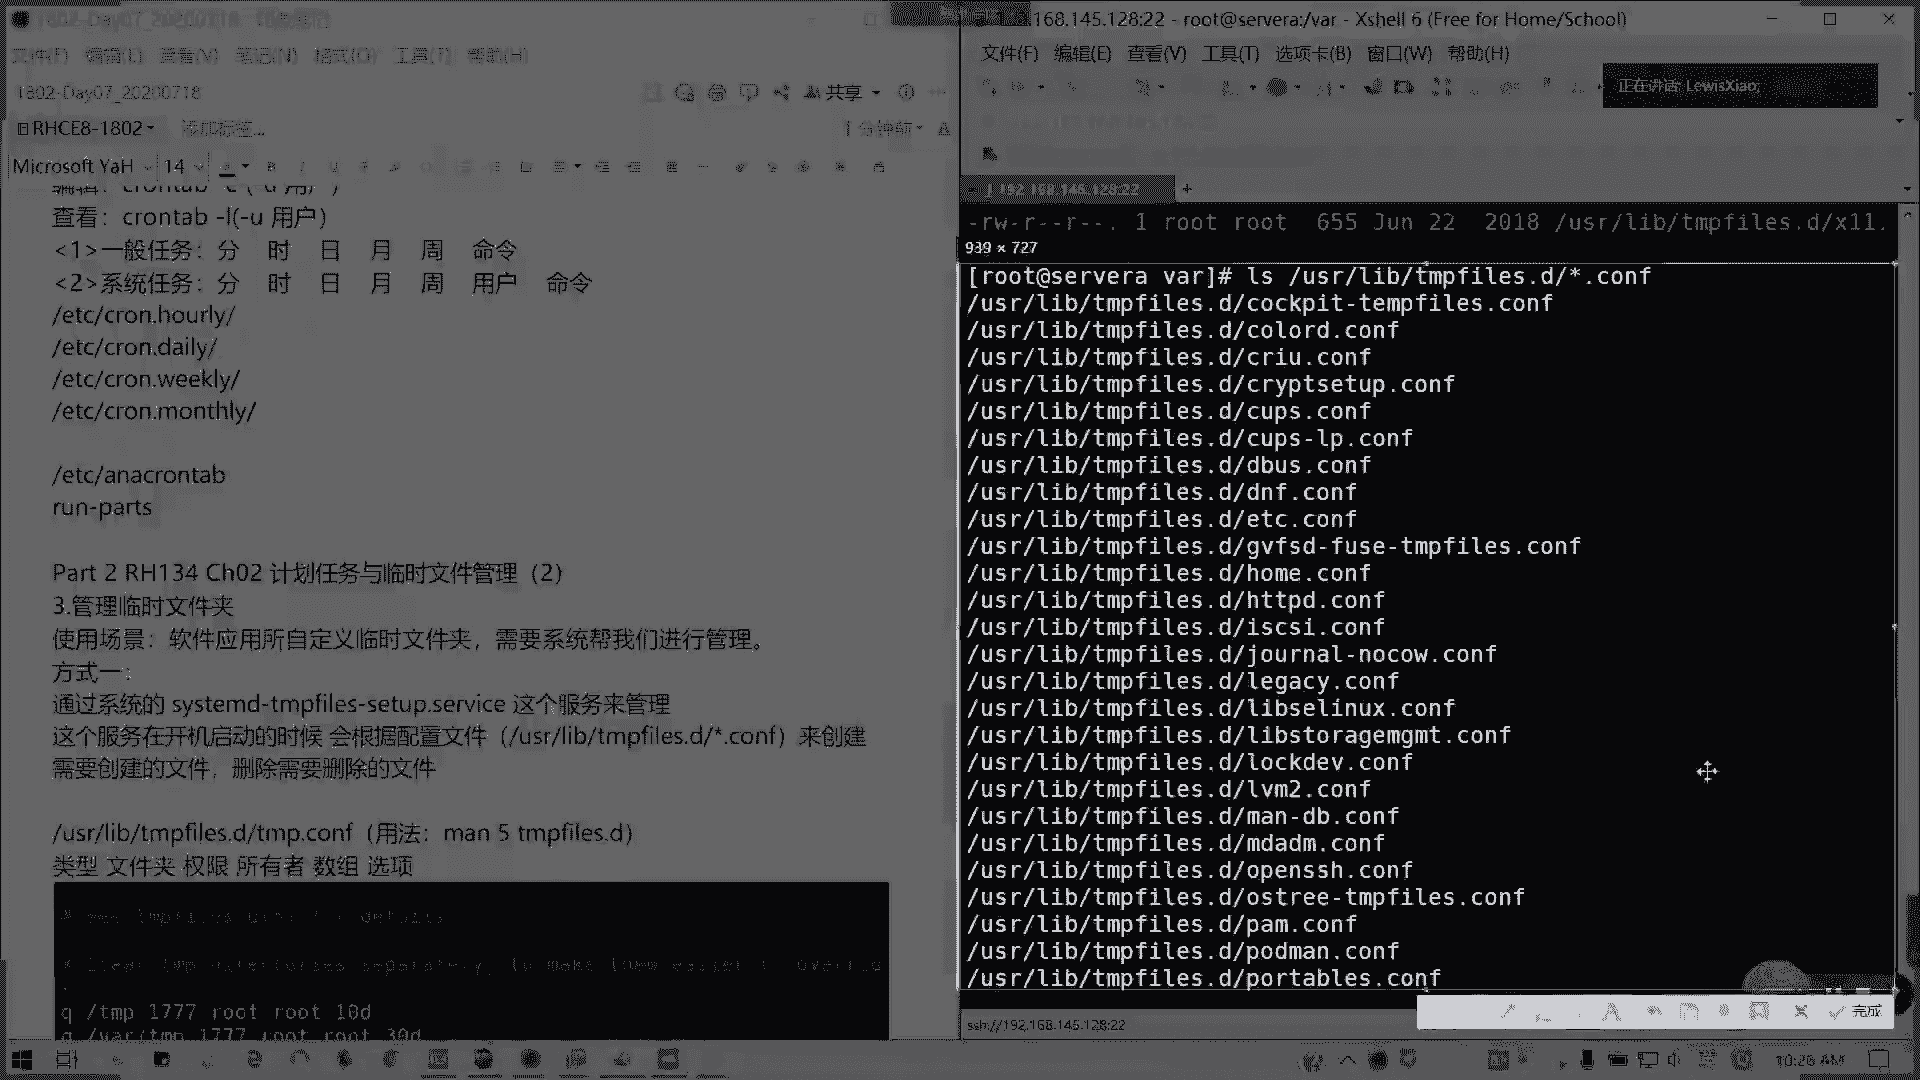 1802-Day07_20200718
文件(F) 编辑(E) 查看(V) 笔记(N) 格式(O) 工具(T) 帮助(H)
1802-Day07_20200718
共享
RHCE8-1802
添加标签...
Microsoft YaH 14
编辑：crontab -e (-u 用户)
查看：crontab -l(-u 用户)
<1>一般任务：分 时 日 月 周 命令
<2>系统任务：分 时 日 月 周 用户 命令
/etc/cron.hourly/
/etc/cron.daily/
/etc/cron.weekly/
/etc/cron.monthly/
/etc/anacrontab
run-parts
Part 2 RH134 Ch02 计划任务与临时文件管理（2）
3.管理临时文件夹
使用场景：软件应用所自定义临时文件夹，需要系统帮我们进行管理。
方式一：
通过系统的 systemd-tmpfiles-setup.service 这个服务来管理
这个服务在开机启动的时候 会根据配置文件（/usr/lib/tmpfiles.d/*.conf）来创建
需要创建的文件，删除需要删除的文件
/usr/lib/tmpfiles.d/tmp.conf（用法：man 5 tmpfiles.d）
类型 文件夹 权限 所有者 数组 选项
q /tmp 1777 root root 10d
q /var/tmp 1777 root root 30d
168.145.128:22 - root@servera:/var - Xshell 6 (Free for Home/School)
文件(F) 编辑(E) 查看(V) 工具(T) 选项卡(B) 窗口(W) 帮助(H)
正在讲话: LewisXiao;
1 192.168.145.128:22
-rw-r--r--. 1 root root 655 Jun 22 2018 /usr/lib/tmpfiles.d/x11.
939 × 727
[root@servera var]# ls /usr/lib/tmpfiles.d/*.conf
/usr/lib/tmpfiles.d/cockpit-tempfiles.conf
/usr/lib/tmpfiles.d/colord.conf
/usr/lib/tmpfiles.d/criu.conf
/usr/lib/tmpfiles.d/cryptsetup.conf
/usr/lib/tmpfiles.d/cups.conf
/usr/lib/tmpfiles.d/cups-lp.conf
/usr/lib/tmpfiles.d/dbus.conf
/usr/lib/tmpfiles.d/dnf.conf
/usr/lib/tmpfiles.d/etc.conf
/usr/lib/tmpfiles.d/gvfsd-fuse-tmpfiles.conf
/usr/lib/tmpfiles.d/home.conf
/usr/lib/tmpfiles.d/httpd.conf
/usr/lib/tmpfiles.d/iscsi.conf
/usr/lib/tmpfiles.d/journal-nocow.conf
/usr/lib/tmpfiles.d/legacy.conf
/usr/lib/tmpfiles.d/libselinux.conf
/usr/lib/tmpfiles.d/libstoragemgmt.conf
/usr/lib/tmpfiles.d/lockdev.conf
/usr/lib/tmpfiles.d/lvm2.conf
/usr/lib/tmpfiles.d/man-db.conf
/usr/lib/tmpfiles.d/mdadm.conf
/usr/lib/tmpfiles.d/openssh.conf
/usr/lib/tmpfiles.d/ostree-tmpfiles.conf
/usr/lib/tmpfiles.d/pam.conf
/usr/lib/tmpfiles.d/podman.conf
/usr/lib/tmpfiles.d/portables.conf
完成
ssh://192.168.145.128:22
10:26 AM